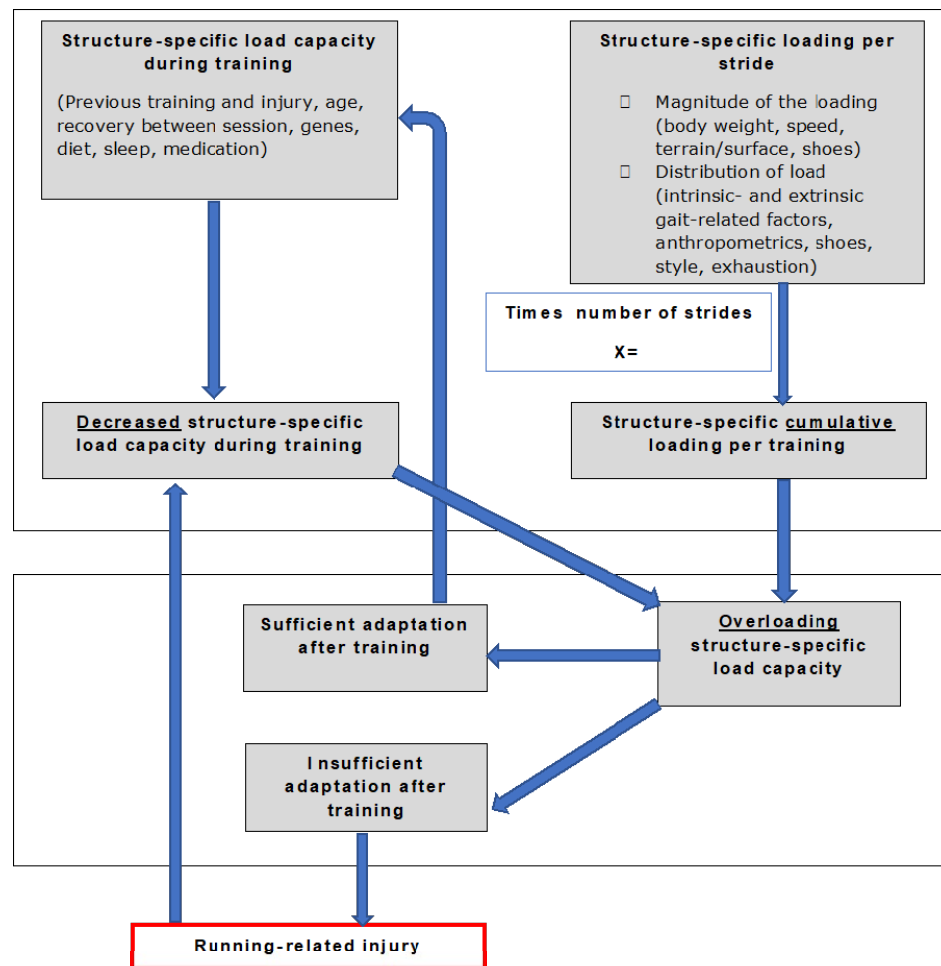 Structure-specific load capacity
during training
(Previous training and injury, age,
recovery between session, genes,
diet, sleep, medication)
Structure-specific loading per
stride
▯ Magnitude of the loading
(body weight, speed,
terrain/surface, shoes)
▯ Distribution of load
(intrinsic- and extrinsic
gait-related factors,
anthropometrics, shoes,
style, exhaustion)
Times number of strides
X=
Decreased structure-specific
load capacity during training
Structure-specific cumulative
loading per training
Sufficient adaptation
after training
Overloading
structure-specific
load capacity
Insufficient
adaptation after
training
Running-related injury